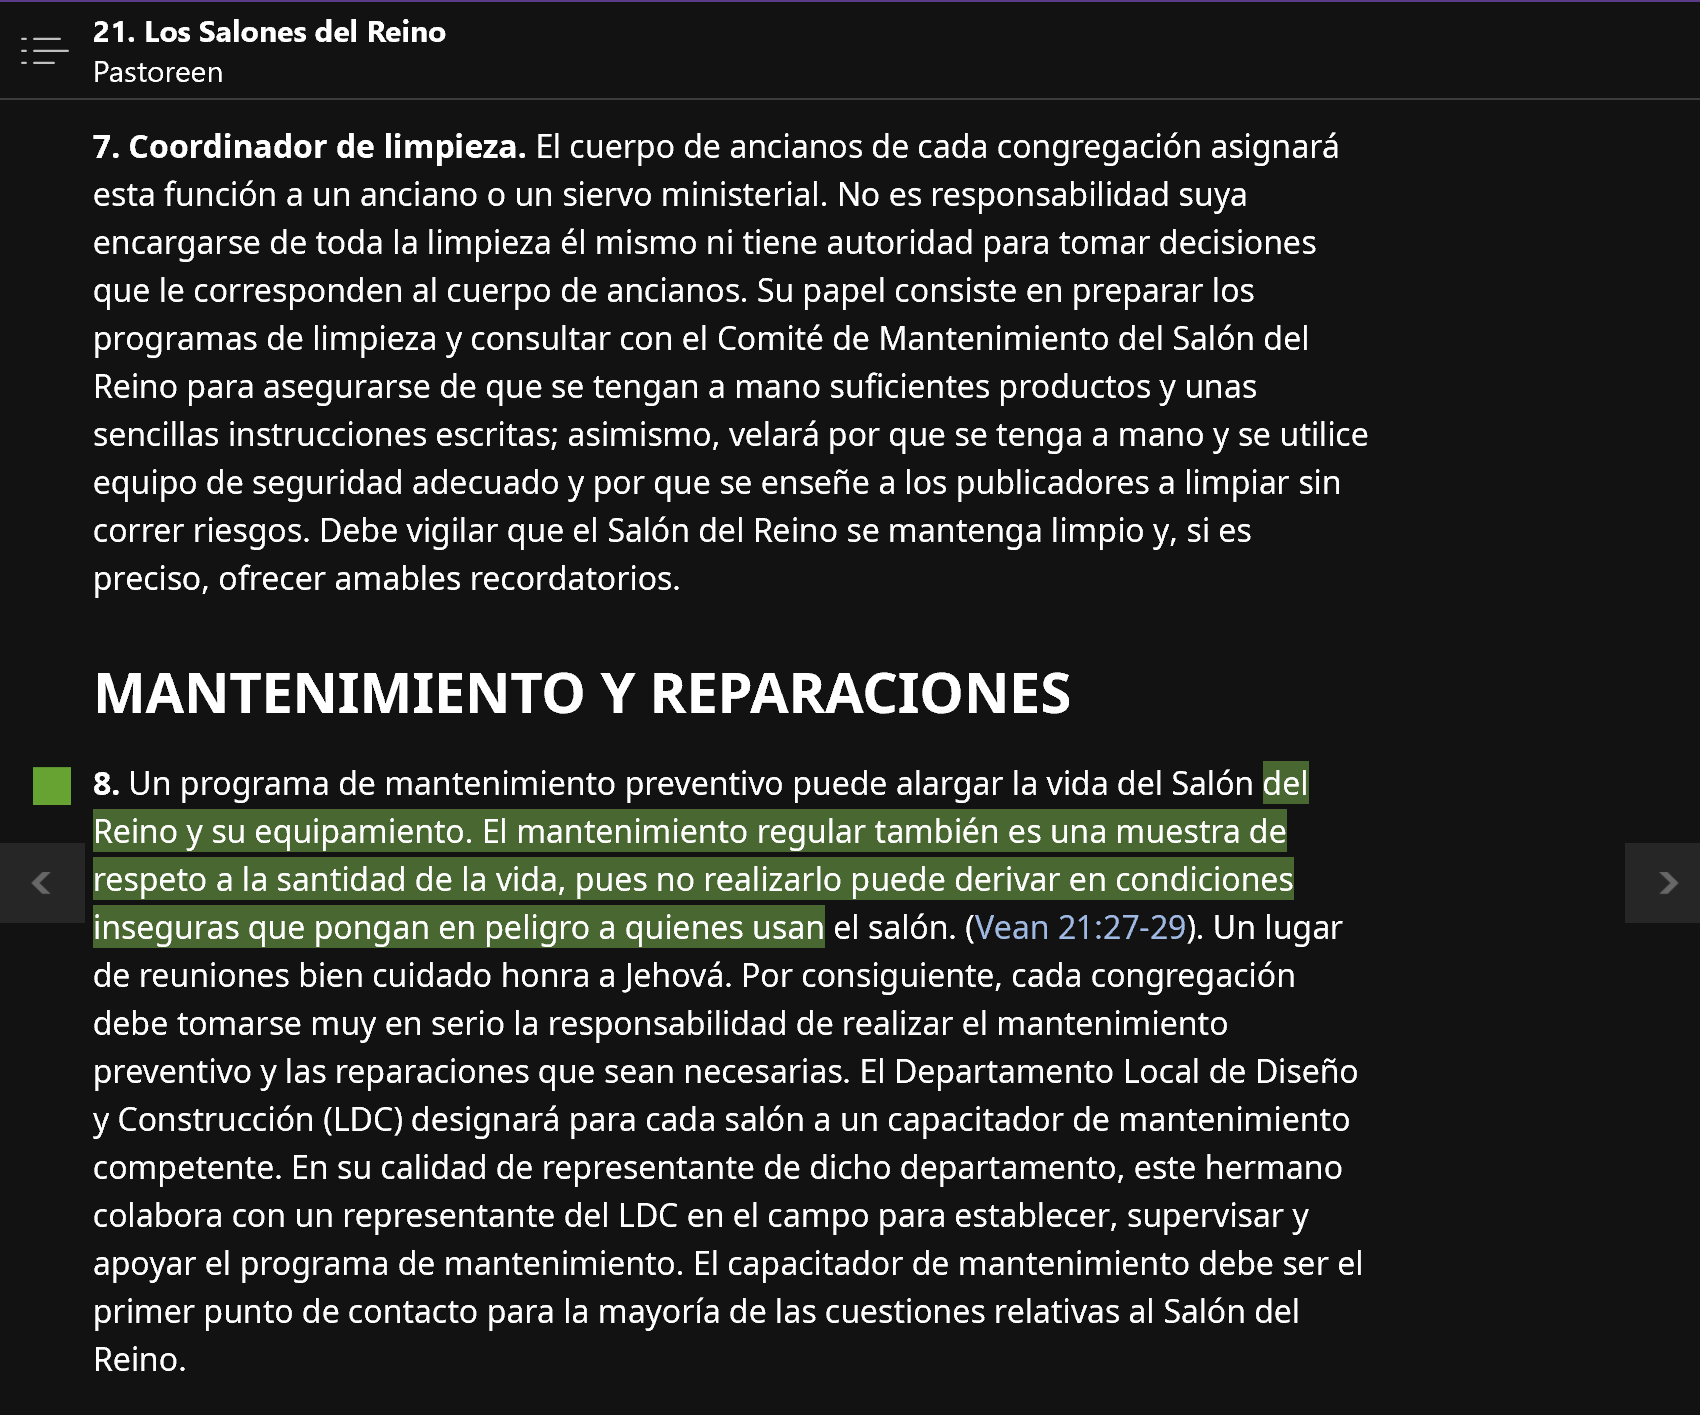 21. Los Salones del Reino
Pastoreen
7. Coordinador de limpieza. El cuerpo de ancianos de cada congregación asignará
esta función a un anciano o un siervo ministerial. No es responsabilidad suya
encargarse de toda la limpieza él mismo ni tiene autoridad para tomar decisiones
que le corresponden al cuerpo de ancianos. Su papel consiste en preparar los
programas de limpieza y consultar con el Comité de Mantenimiento del Salón del
Reino para asegurarse de que se tengan a mano suficientes productos y unas
sencillas instrucciones escritas; asimismo, velará por que se tenga a mano y se utilice
equipo de seguridad adecuado y por que se enseñe a los publicadores a limpiar sin
correr riesgos. Debe vigilar que el Salón del Reino se mantenga limpio y, si es
preciso, ofrecer amables recordatorios.
MANTENIMIENTO Y REPARACIONES
8. Un programa de mantenimiento preventivo puede alargar la vida del Salón del
Reino y su equipamiento. El mantenimiento regular también es una muestra de
respeto a la santidad de la vida, pues no realizarlo puede derivar en condiciones
inseguras que pongan en peligro a quienes usan el salón. (Vean 21:27-29). Un lugar
de reuniones bien cuidado honra a Jehová. Por consiguiente, cada congregación
debe tomarse muy en serio la responsabilidad de realizar el mantenimiento
preventivo y las reparaciones que sean necesarias. El Departamento Local de Diseño
y Construcción (LDC) designará para cada salón a un capacitador de mantenimiento
competente. En su calidad de representante de dicho departamento, este hermano
colabora con un representante del LDC en el campo para establecer, supervisar y
apoyar el programa de mantenimiento. El capacitador de mantenimiento debe ser el
primer punto de contacto para la mayoría de las cuestiones relativas al Salón del
Reino.